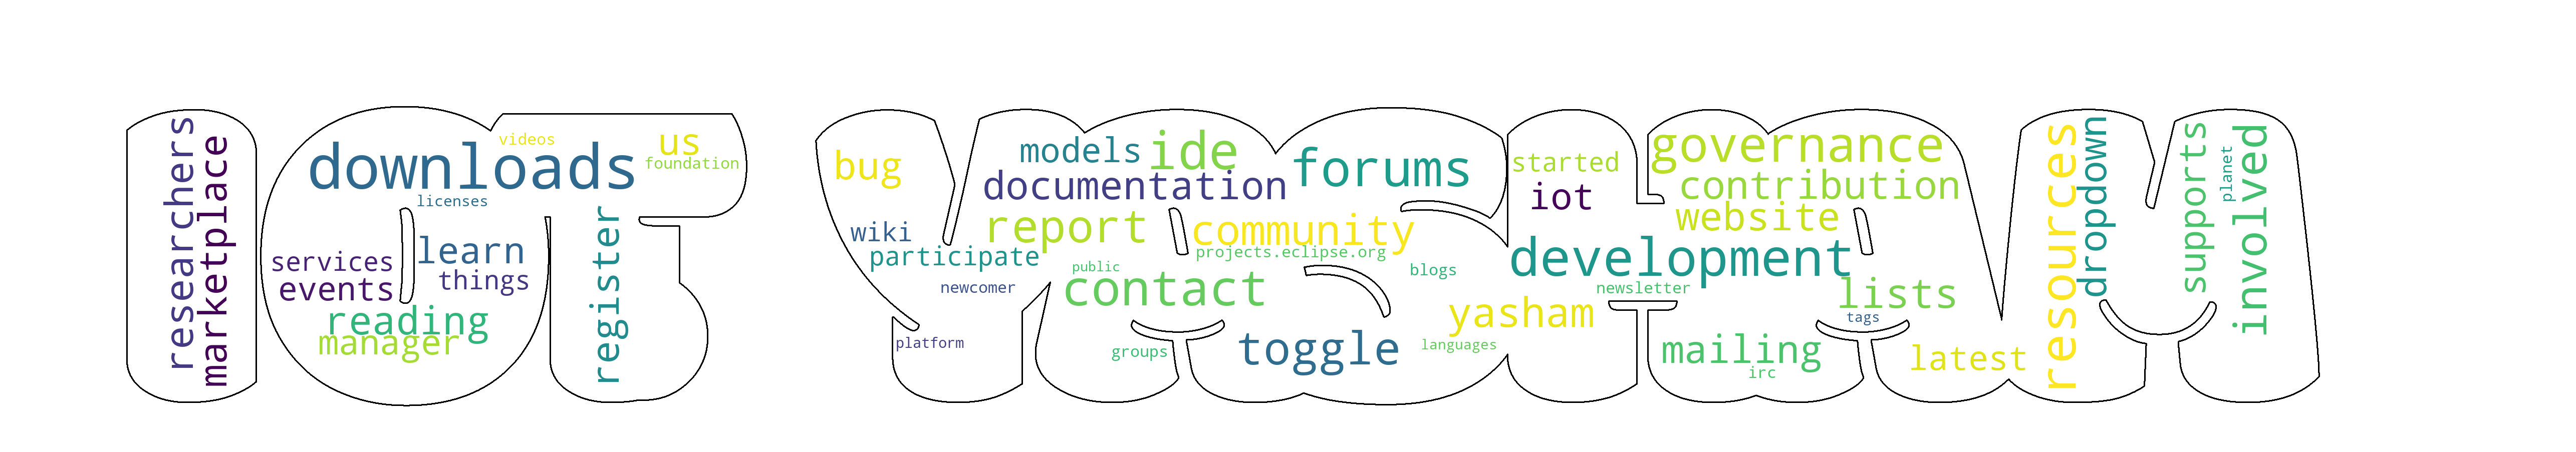 researchers
marketplace
downloads
videos
us
foundation
licenses
services
learn
events
things
reading
manager
register
bug
wiki
participate
newcomer
platform
models
ide
documentation
forums
report
community
projects.eclipse.org
public
blogs
contact
groups
toggle
yasham
languages
started
iot
governance
contribution
website
development
newsletter
lists
tags
mailing
irc
latest
resources
dropdown
supports
planet
involved